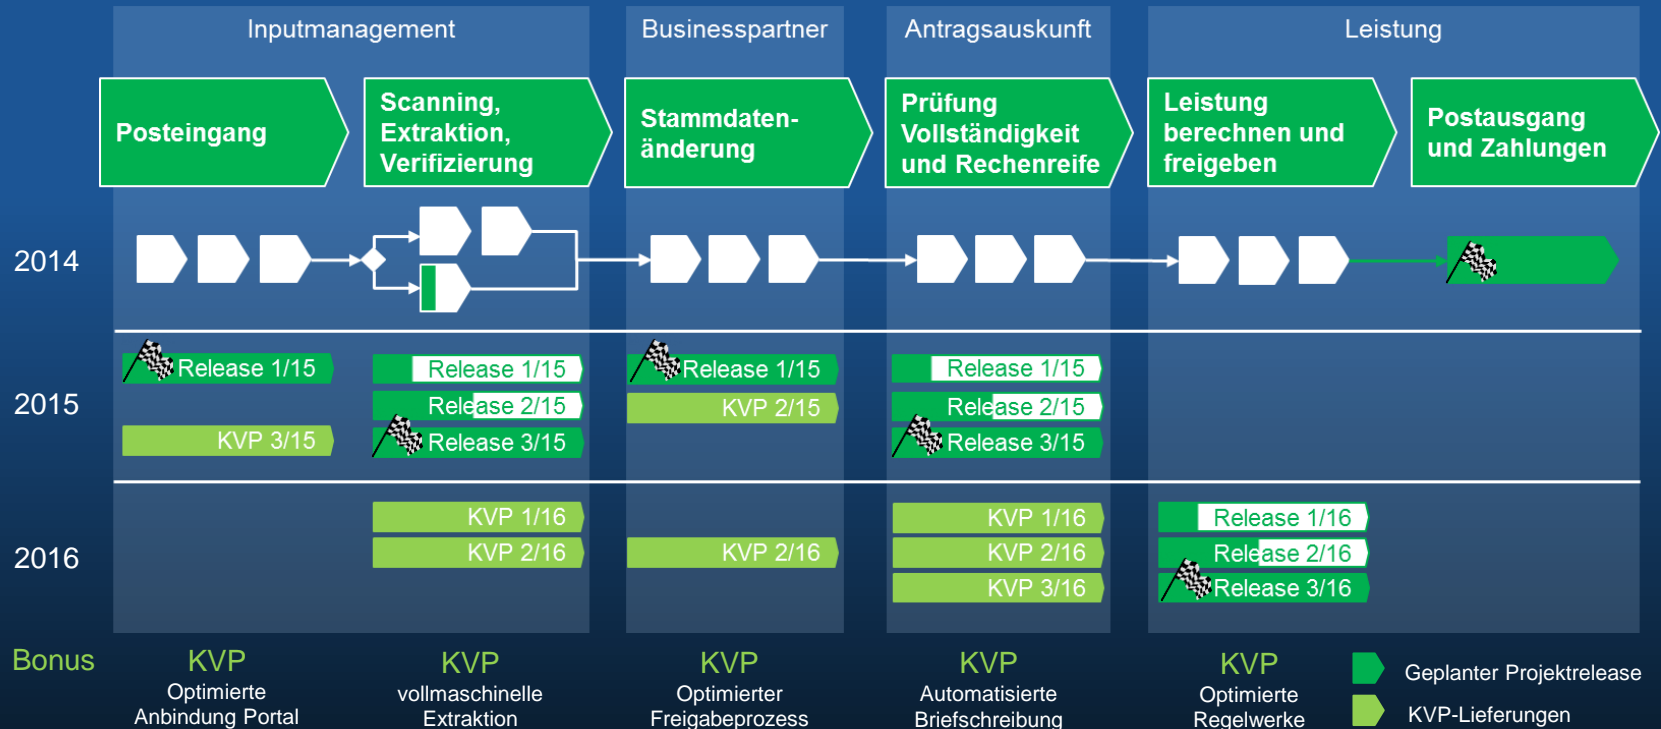 Inputmanagement
Businesspartner
Antragsauskunft
Leistung
Posteingang
Scanning,
Extraktion,
Verifizierung
Stammdaten-
änderung
Prüfung
Vollständigkeit
und Rechenreife
Leistung
berechnen und
freigeben
Postausgang
und Zahlungen
2014
2015
Release 1/15
KVP 3/15
Release 1/15
Release 2/15
Release 3/15
Release 1/15
KVP 2/15
Release 1/15
Release 2/15
Release 3/15
2016
KVP 1/16
KVP 2/16
KVP 2/16
KVP 1/16
KVP 2/16
KVP 3/16
Release 1/16
Release 2/16
Release 3/16
Bonus
KVP
Optimierte
Anbindung Portal
KVP
vollmaschinelle
Extraktion
KVP
Optimierter
Freigabeprozess
KVP
Automatisierte
Briefschreibung
KVP
Optimierte
Regelwerke
Geplanter Projektrelease
KVP-Lieferungen